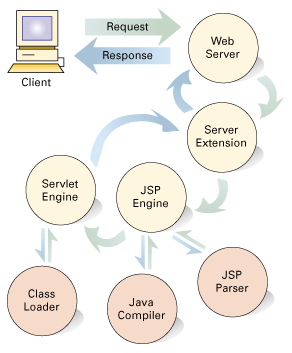 Request
Response
Client
Web
Server
Server
Extension
Servlet
Engine
JSP
Engine
JSP
Parser
Class
Loader
Java
Compiler